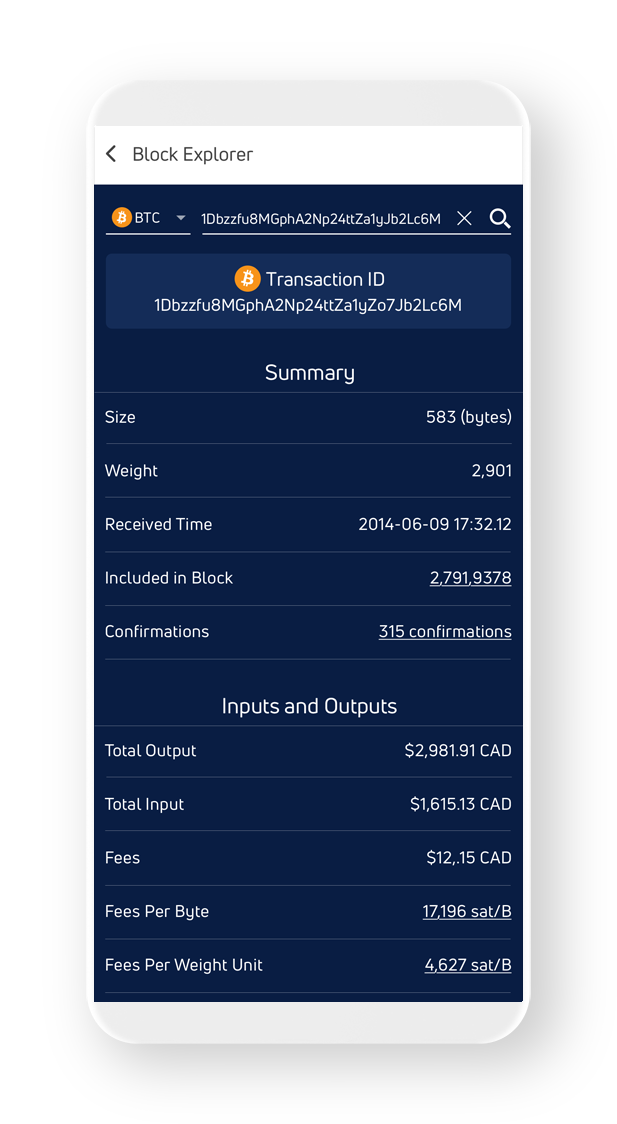 Block Explorer
BTC 1Dbzzfu8MGphA2Np24ttZa1yJb2Lc6M
Transaction ID
1Dbzzfu8MGphA2Np24ttZa1yZo7Jb2Lc6M
Summary
Size 583 (bytes)
Weight 2,901
Received Time 2014-06-09 17:32.12
Included in Block 2,791,9378
Confirmations 315 confirmations
Inputs and Outputs
Total Output $2,981.91 CAD
Total Input $1,615.13 CAD
Fees $12,.15 CAD
Fees Per Byte 17,196 sat/B
Fees Per Weight Unit 4,627 sat/B